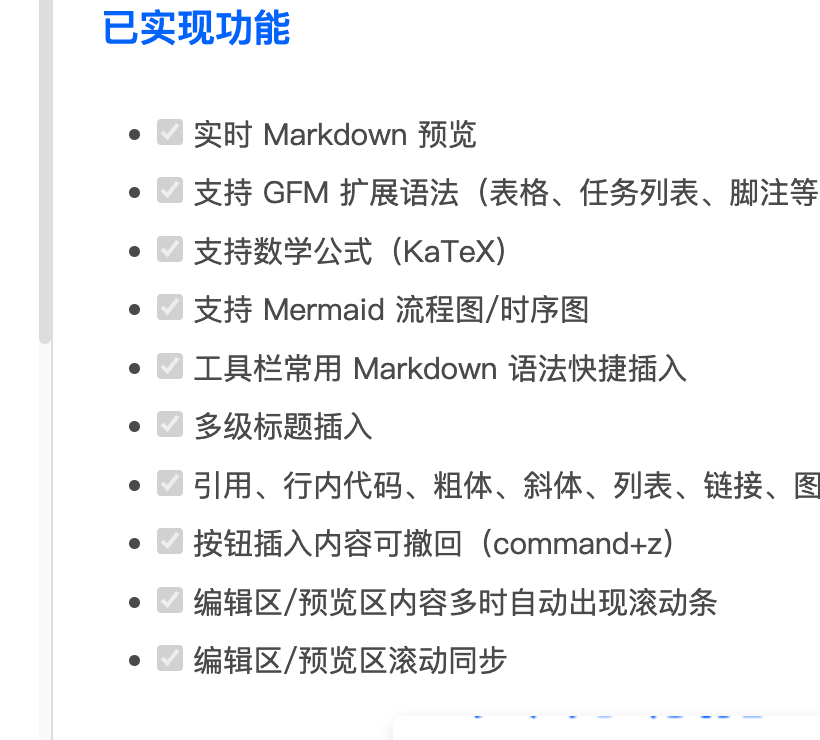 已实现功能
实时 Markdown 预览
支持 GFM 扩展语法（表格、任务列表、脚注等
支持数学公式（KaTeX）
支持 Mermaid 流程图/时序图
工具栏常用 Markdown 语法快捷插入
多级标题插入
引用、行内代码、粗体、斜体、列表、链接、图
按钮插入内容可撤回（command+z）
编辑区/预览区内容多时自动出现滚动条
编辑区/预览区滚动同步